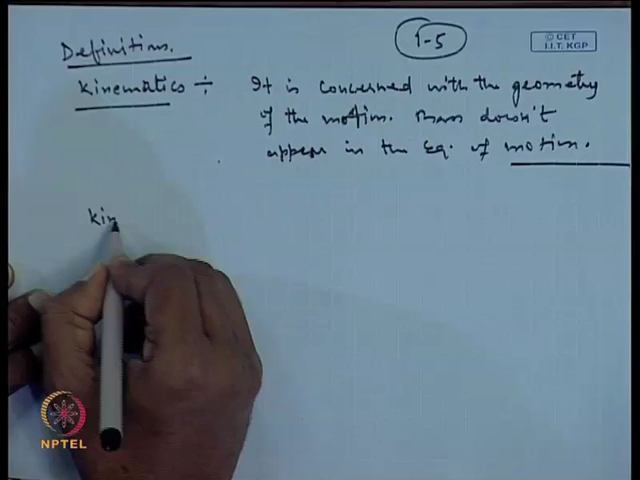 Definition.
1-5
© CET
I.I.T. KGP
Kinematics ÷ It is concerned with the geometry
of the motion. Mass doesn't
appear in the Eq. of motion.
kin
NPTEL